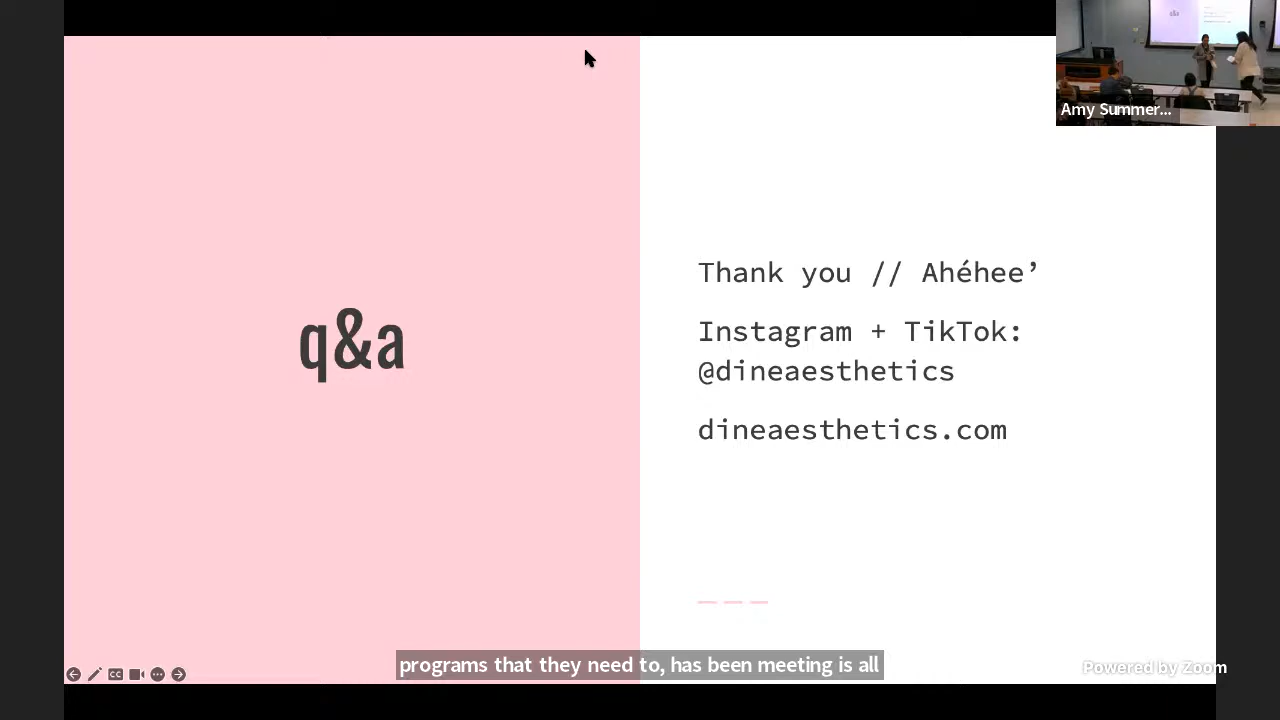 q&a
Thank you // Ahéhee’
Instagram + TikTok:
@dineaesthetics
dineaesthetics.com
Amy Summer...
programs that they need to, has been meeting is all
Powered by Zoom